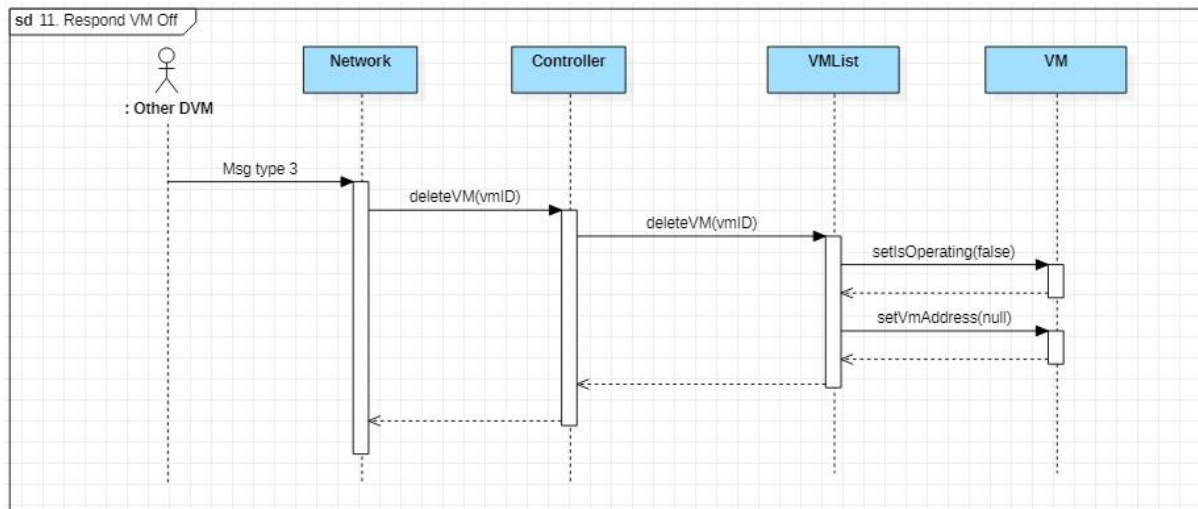 sd 11. Respond VM Off
Network
Controller
VMList
VM
: Other DVM
Msg type 3
deleteVM(vmID)
deleteVM(vmID)
setIsOperating(false)
setVmAddress(null)